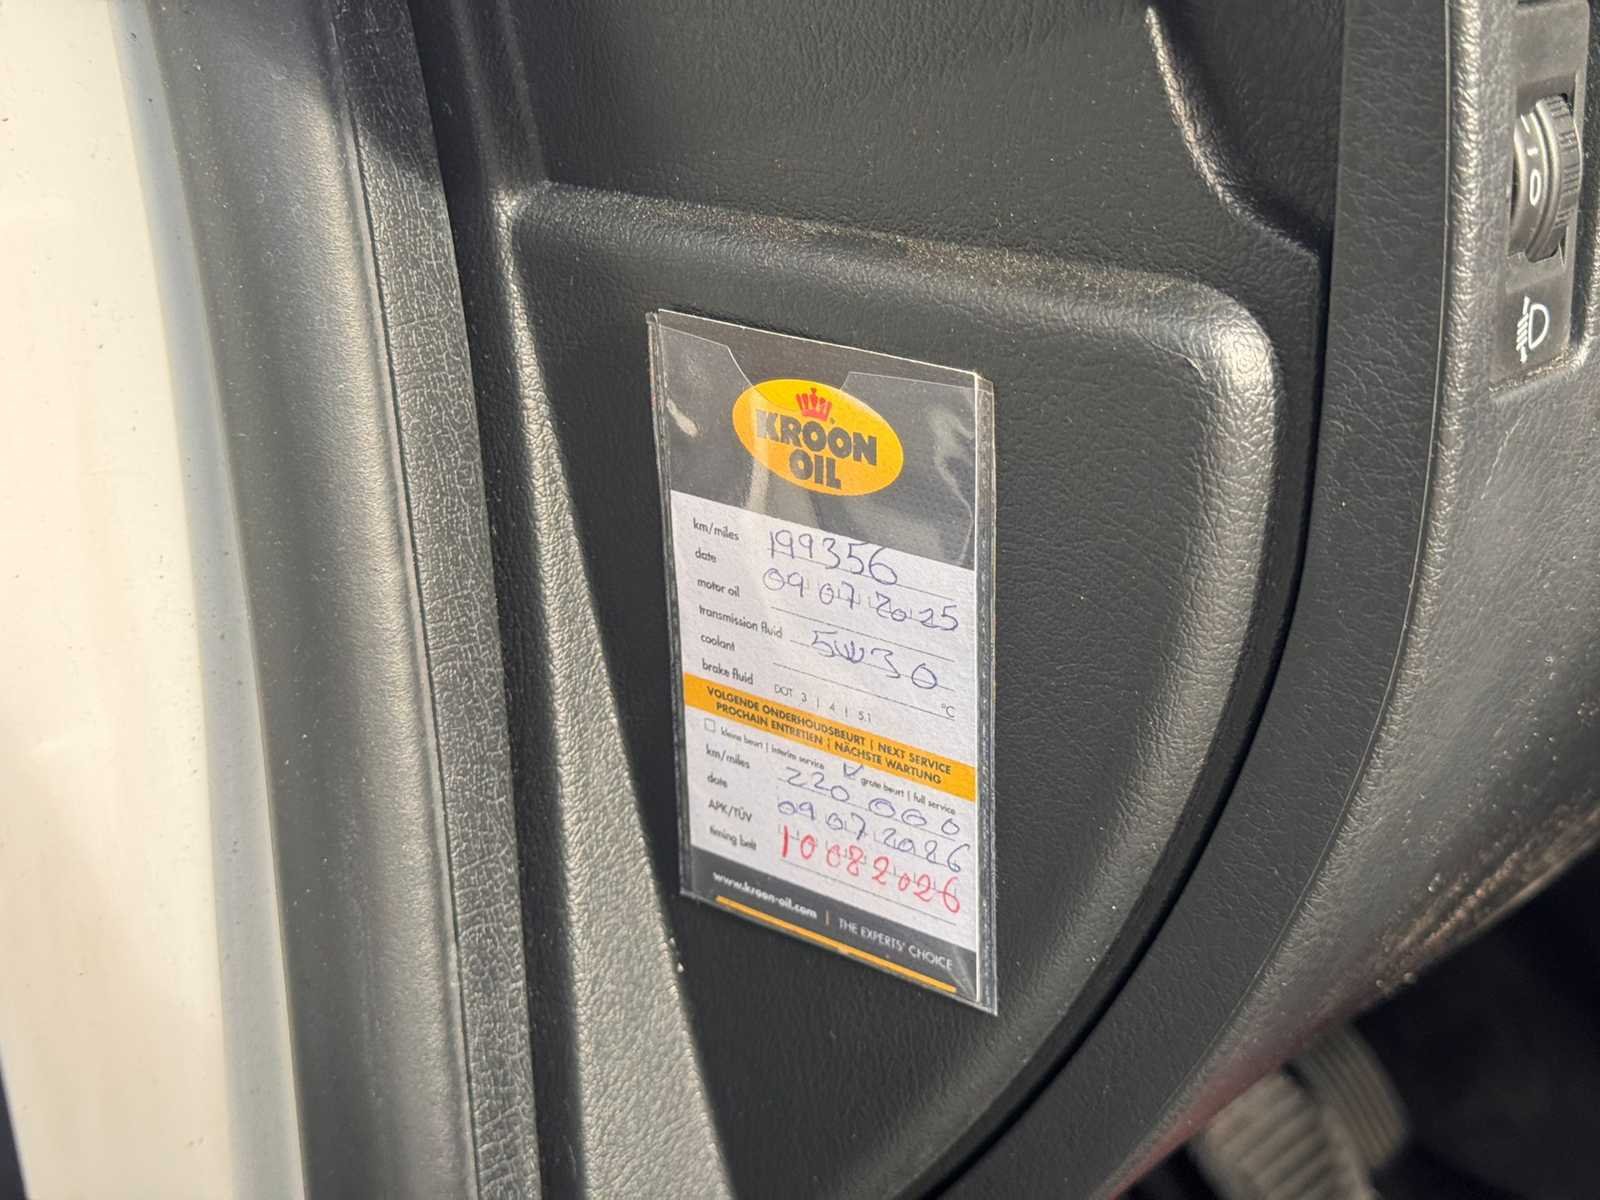 KROON
OIL
km/miles 199356
date 09 07 2025
motor oil 5W30
transmission fluid
coolant °C
brake fluid DOT 3 | 4 | 5.1
VOLGENDE ONDERHOUDSBEURT | NEXT SERVICE
PROCHAIN ENTRETIEN | NÄCHSTE WARTUNG
kleine beurt | interim service grote beurt | full service
km/miles 220 000
date 09 07 2026
APK/TÜV 10 08 2026
timing belt
www.kroon-oil.com | THE EXPERTS' CHOICE
1 0